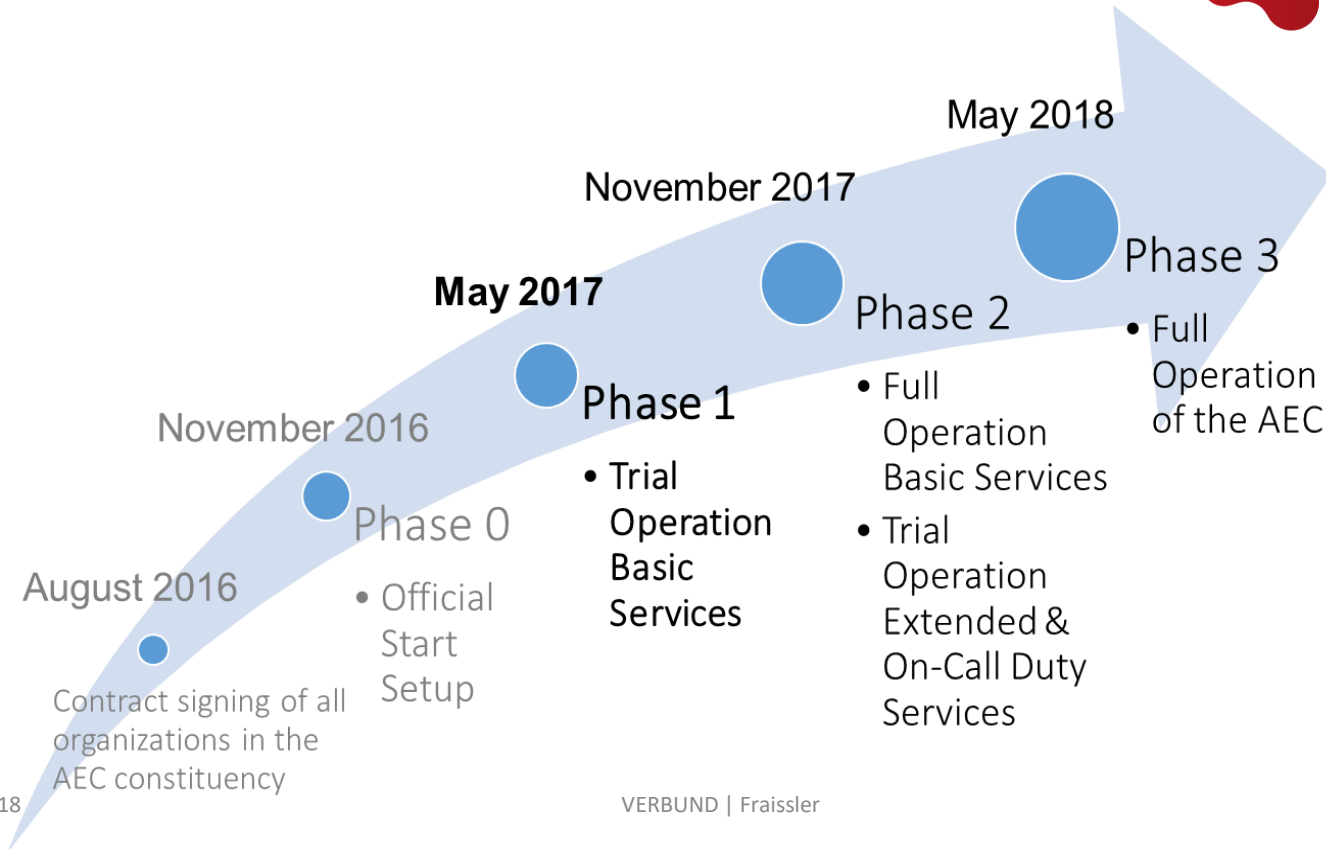 August 2016
Contract signing of all
organizations in the
AEC constituency
November 2016
Phase 0
• Official
Start
Setup
May 2017
Phase 1
• Trial
Operation
Basic
Services
November 2017
Phase 2
• Full
Operation
Basic Services
• Trial
Operation
Extended &
On-Call Duty
Services
May 2018
Phase 3
• Full
Operation
of the AEC
18
VERBUND | Fraissler